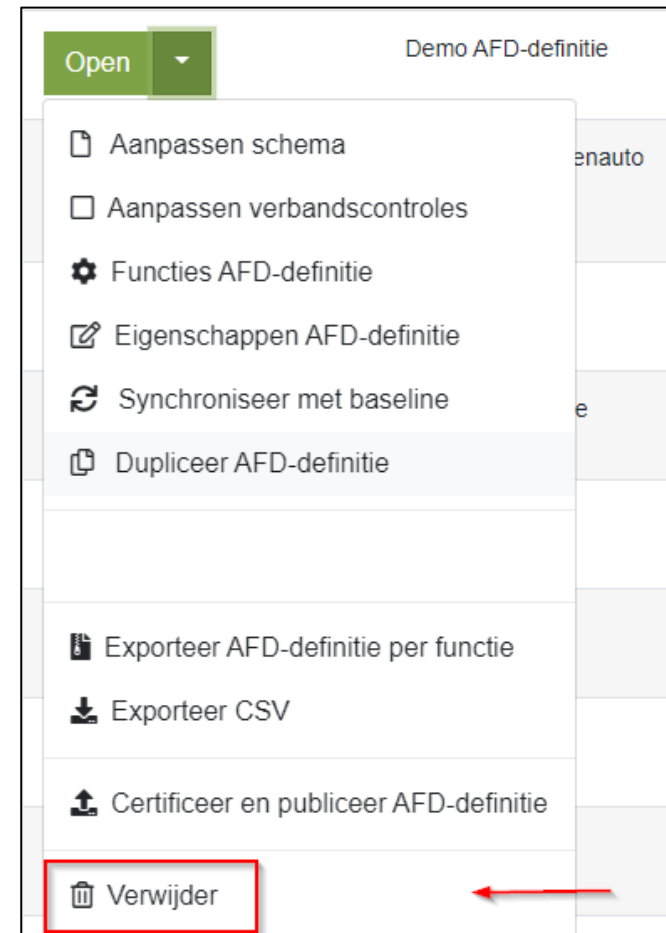 Open
Demo AFD-definitie
Aanpassen schema
enauto
Aanpassen verbandscontroles
Functies AFD-definitie
Eigenschappen AFD-definitie
Synchroniseer met baseline
e
Dupliceer AFD-definitie
Exporteer AFD-definitie per functie
Exporteer CSV
Certificeer en publiceer AFD-definitie
Verwijder